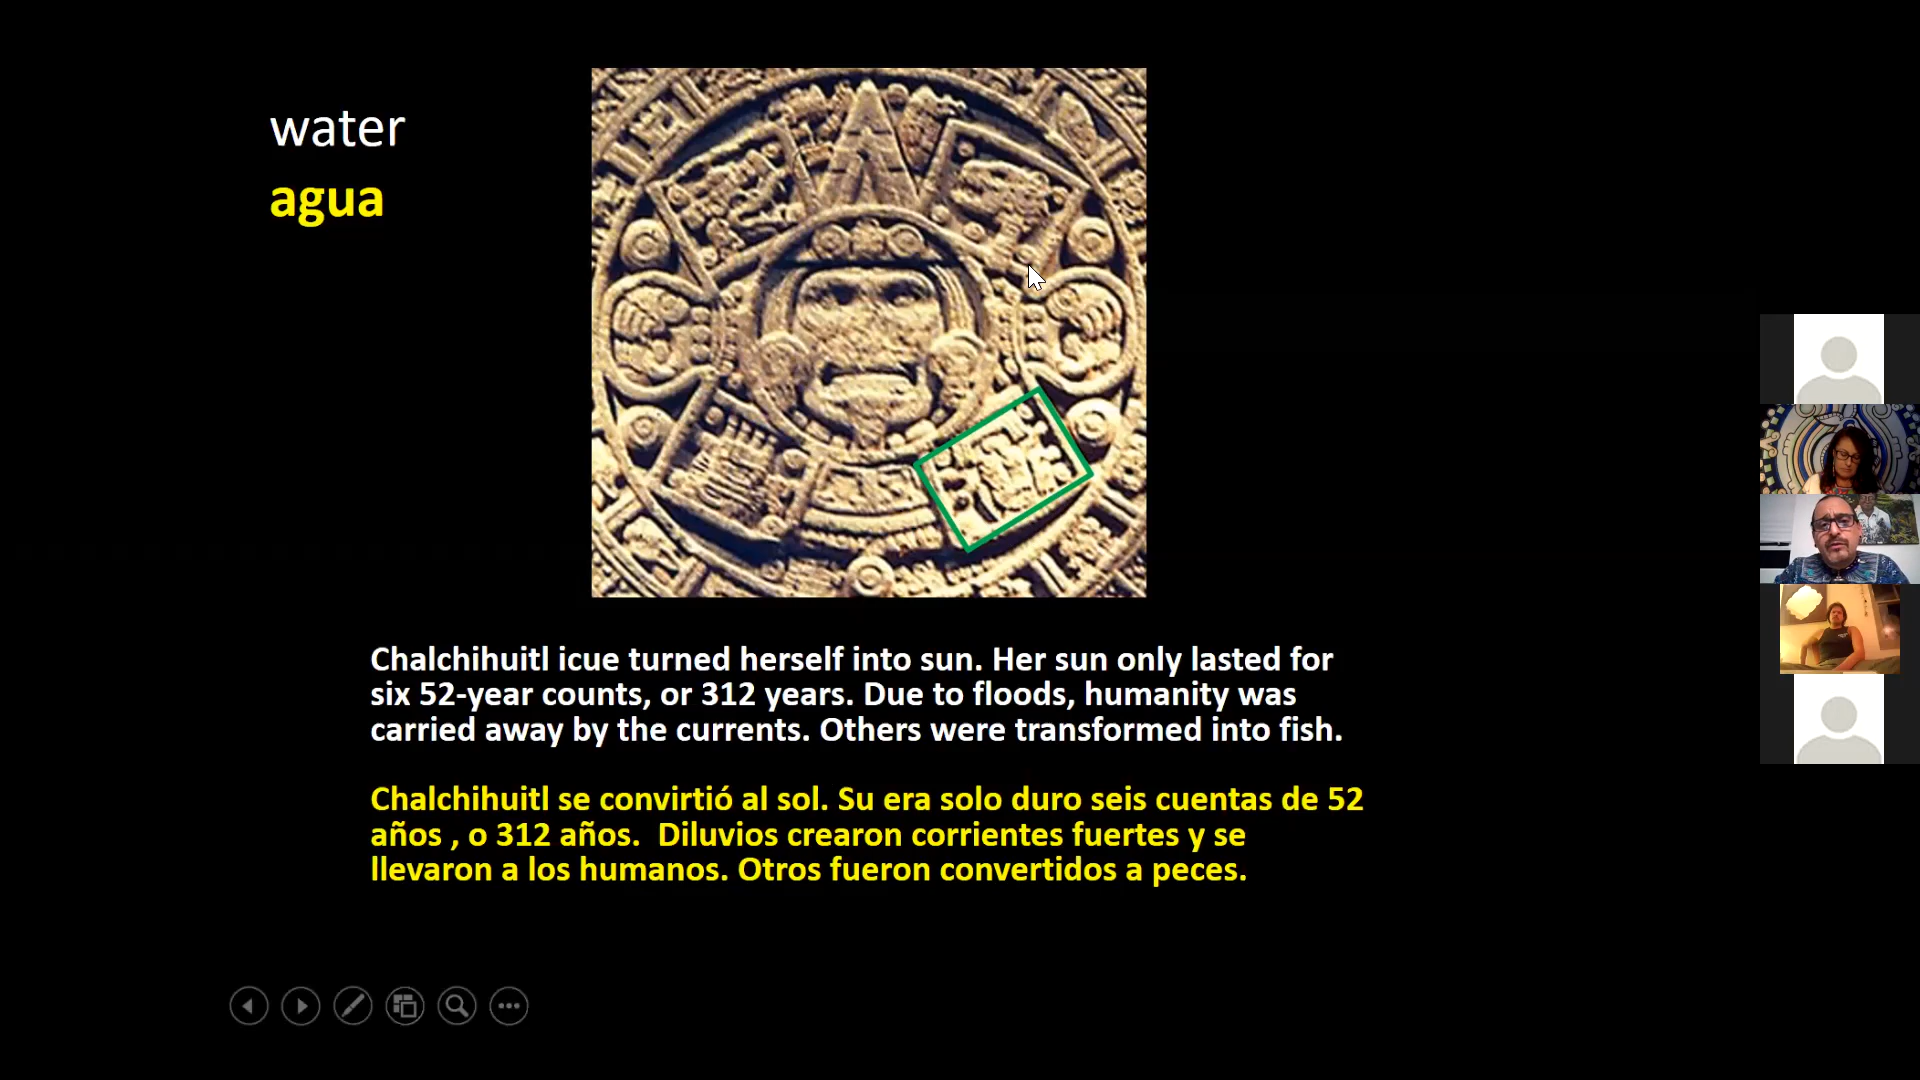 water
agua
Chalchihuitl icue turned herself into sun. Her sun only lasted for
six 52-year counts, or 312 years. Due to floods, humanity was
carried away by the currents. Others were transformed into fish.
Chalchihuitl se convirtió al sol. Su era solo duro seis cuentas de 52
años , o 312 años.  Diluvios crearon corrientes fuertes y se
llevaron a los humanos. Otros fueron convertidos a peces.